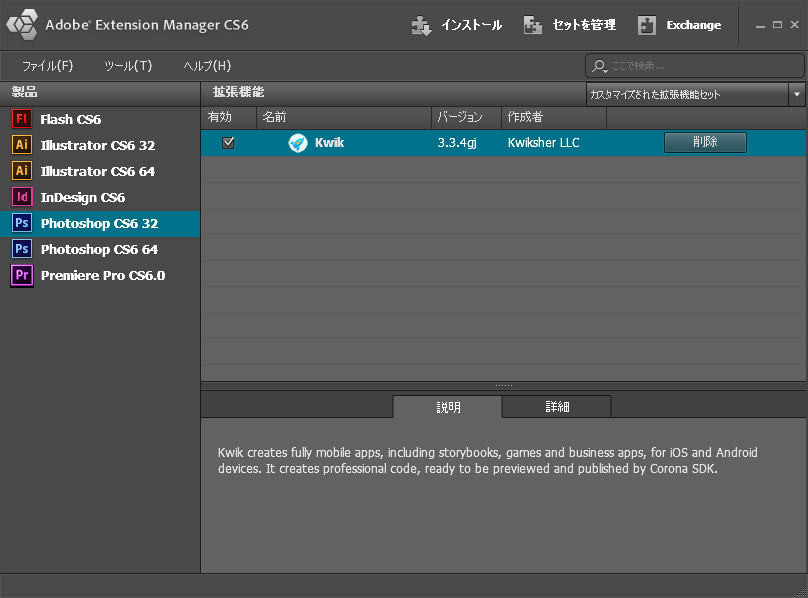 Adobe® Extension Manager CS6
インストール セットを管理 Exchange
ファイル(F) ツール(T) ヘルプ(H)
ここで検索...
製品
拡張機能
カスタマイズされた拡張機能セット
有効 名前 バージョン 作成者
Kwik 3.3.4gj Kwiksher LLC 削除
Fl Flash CS6
Ai Illustrator CS6 32
Ai Illustrator CS6 64
Id InDesign CS6
Ps Photoshop CS6 32
Ps Photoshop CS6 64
Pr Premiere Pro CS6.0
説明 詳細
Kwik creates fully mobile apps, including storybooks, games and business apps, for iOS and Android
devices. It creates professional code, ready to be previewed and published by Corona SDK.